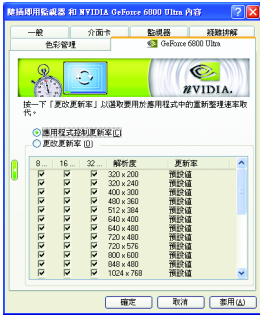 隨插即用監視器 和 NVIDIA GeForce 6800 Ultra 內容
一般 介面卡 監視器 疑難排解
色彩管理 GeForce 6800 Ultra
nVIDIA.
按一下「更改更新率」以選取要用於應用程式中的重新整理速率取
代。
應用程式控制更新率(C)
更改更新率(O)
8... 16... 32... 解析度 更新率
320 x 200 預設值
320 x 240 預設值
400 x 300 預設值
480 x 360 預設值
512 x 384 預設值
640 x 400 預設值
640 x 480 預設值
720 x 480 預設值
720 x 576 預設值
800 x 600 預設值
848 x 480 預設值
1024 x 768 預設值
確定 取消 套用(A)